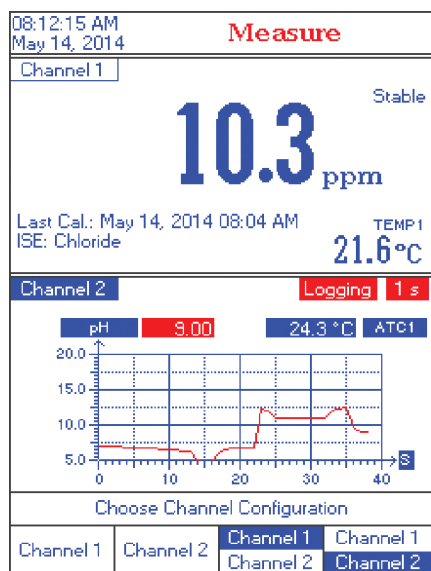 08:12:15 AM
May 14, 2014
Measure
Channel 1
Stable
10.3 ppm
Last Cal.: May 14, 2014 08:04 AM
ISE: Chloride
TEMP1
21.6°C
Channel 2
Logging 1 s
pH 9.00 24.3 °C ATC1
20.0
15.0
10.0
5.0
0 10 20 30 40
S
Choose Channel Configuration
Channel 1
Channel 2
Channel 1
Channel 2
Channel 1
Channel 2